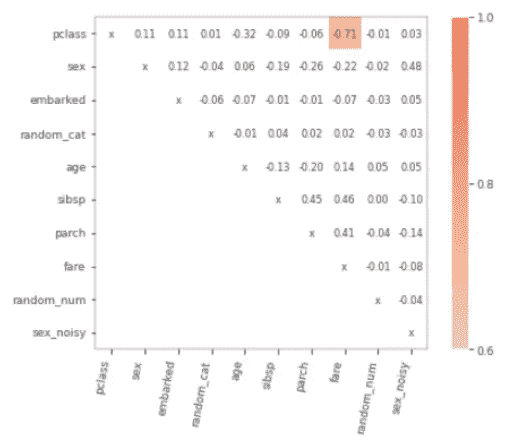 pclass x 0.11 0.11 0.01 -0.32 -0.09 -0.06 -0.71 -0.01 0.03
sex x 0.12 -0.04 0.06 -0.19 -0.26 -0.22 -0.02 0.48
embarked x -0.06 -0.07 -0.01 -0.01 -0.07 -0.03 0.05
random_cat x -0.01 0.04 0.02 0.02 -0.03 -0.03
age x -0.13 -0.20 0.14 0.05 0.05
sibsp x 0.45 0.46 0.00 -0.10
parch x 0.41 -0.04 -0.14
fare x -0.01 -0.08
random_num x -0.04
sex_noisy x
pclass sex embarked random_cat age sibsp parch fare random_num sex_noisy
1.0
0.8
0.6